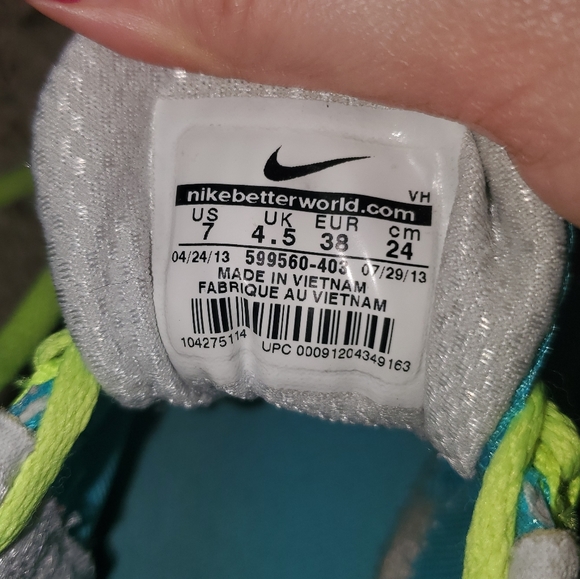 VH
nikebetterworld.com
US UK EUR cm
7 4.5 38 24
04/24/13 599560-403 07/29/13
MADE IN VIETNAM
FABRIQUE AU VIETNAM
104275114 UPC 00091204349163